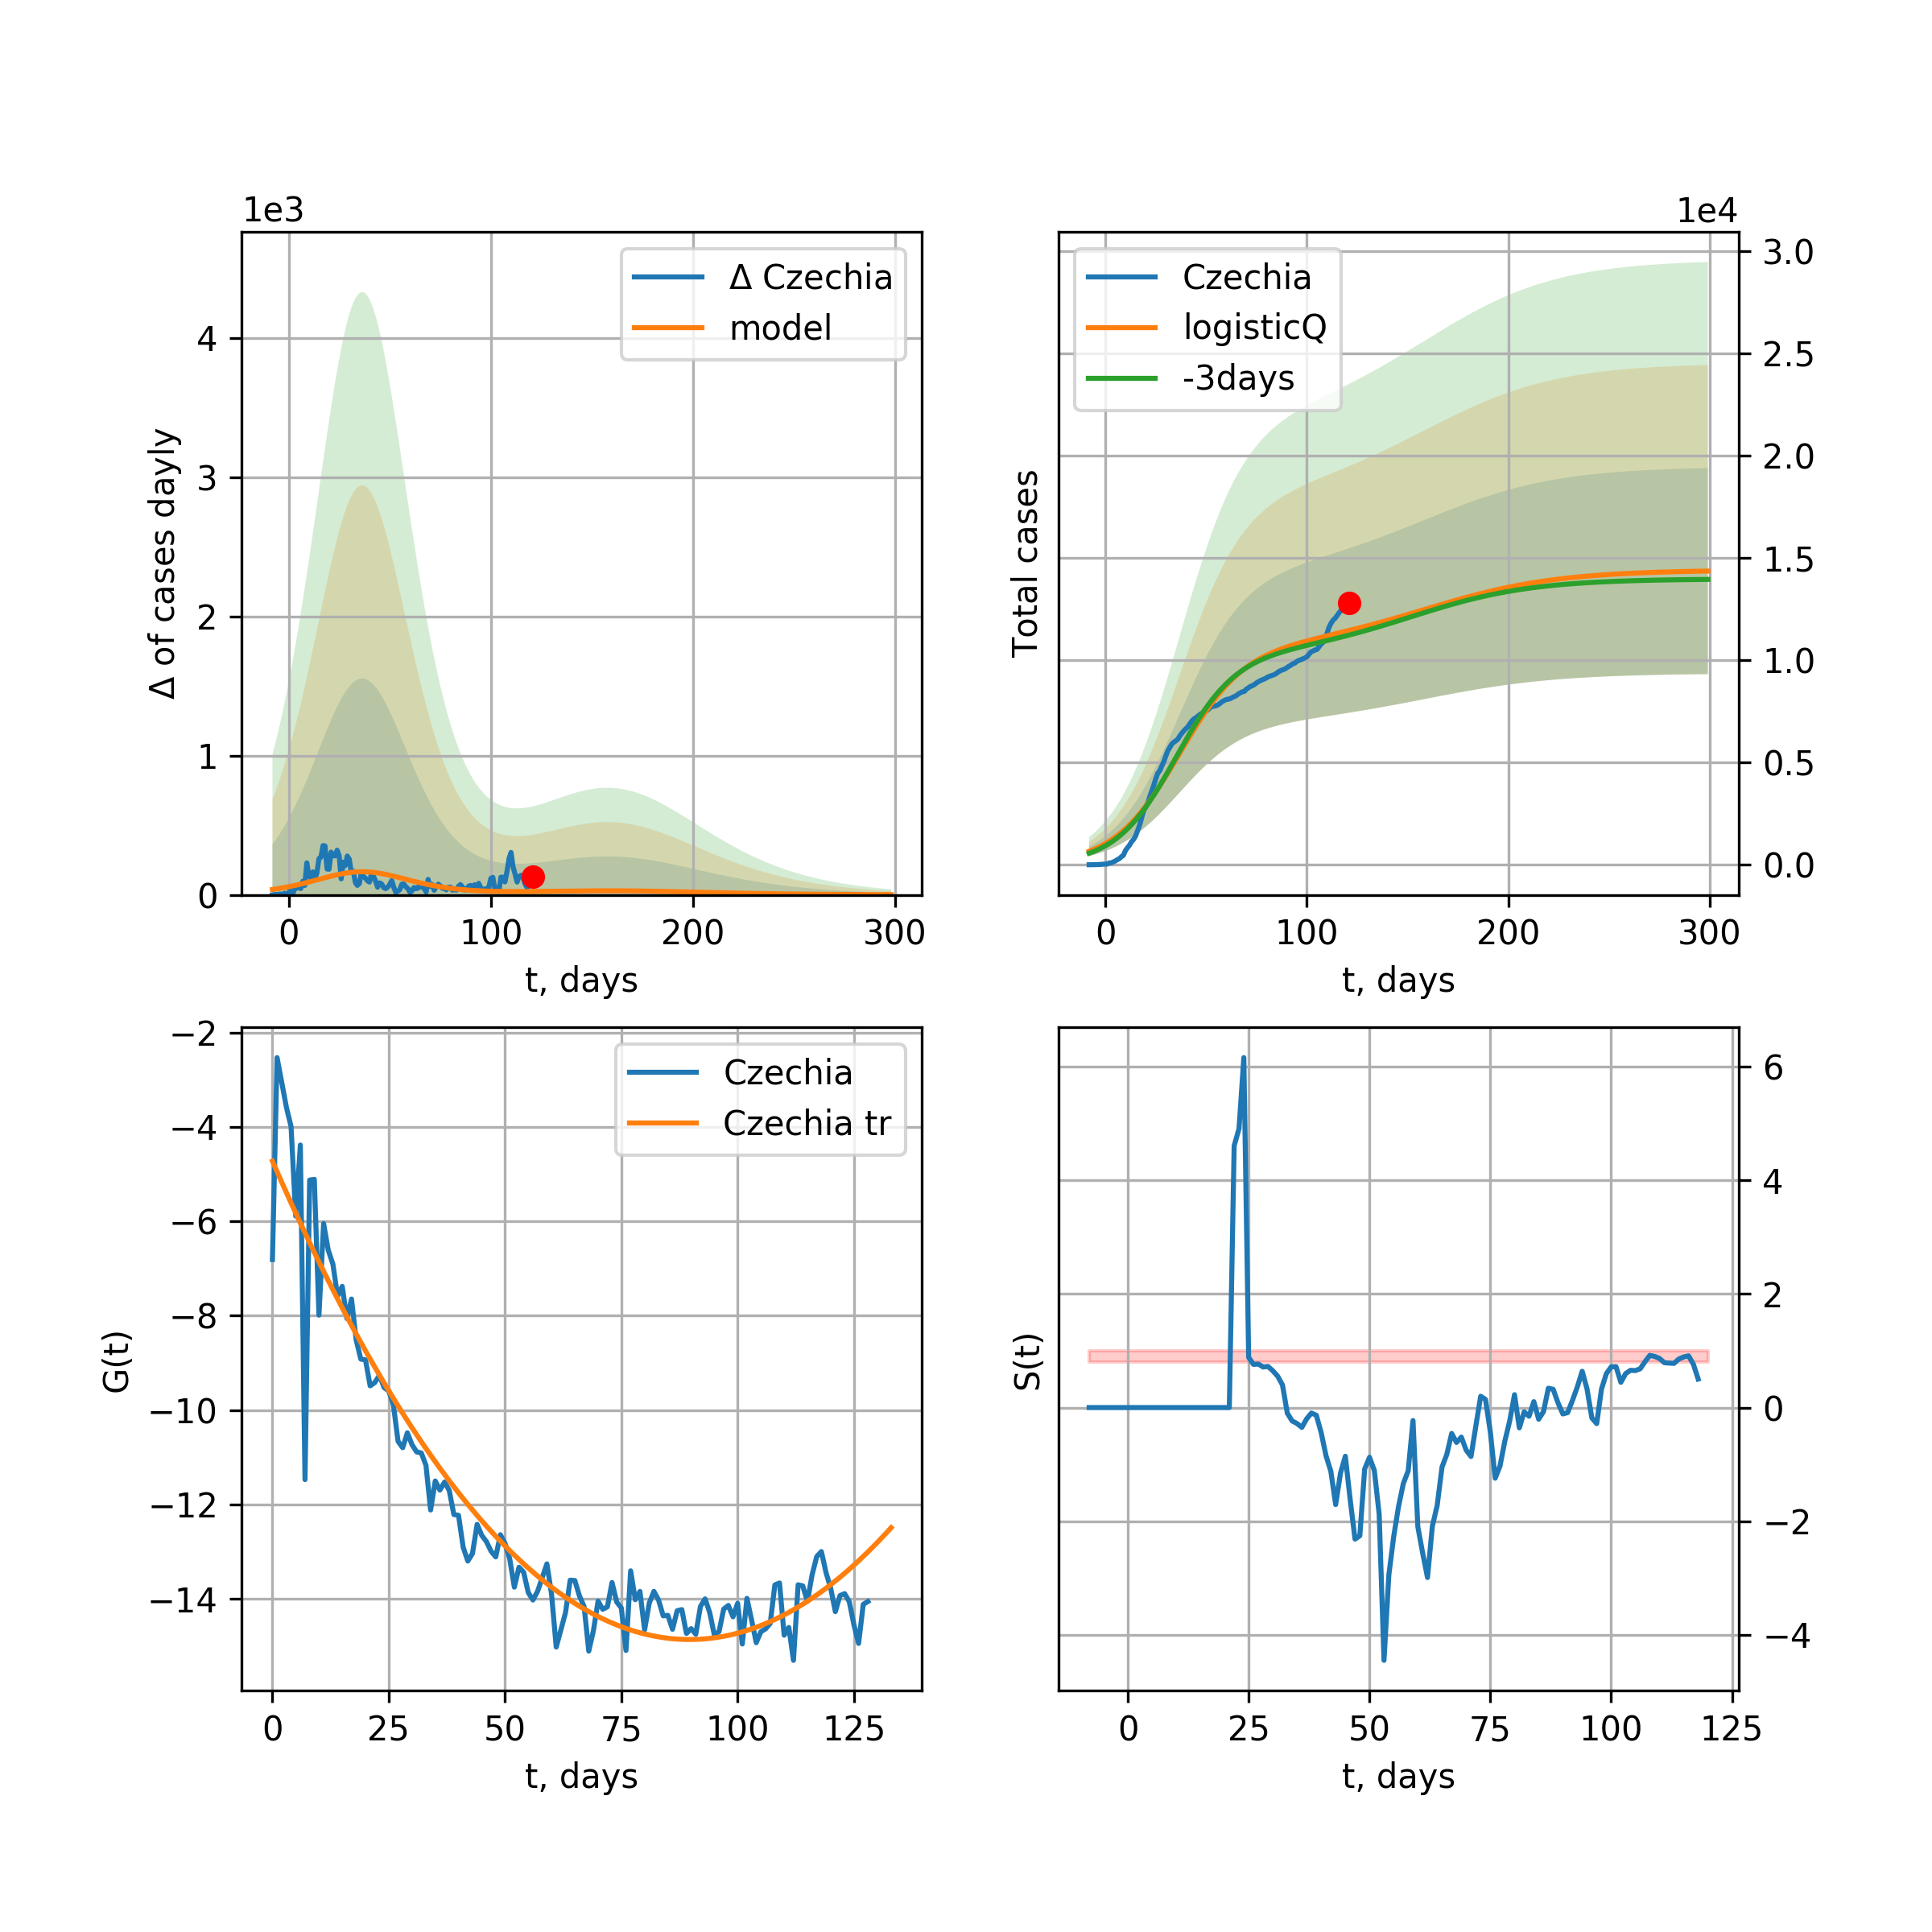 1e3
Δ of cases dayly
4
3
2
1
0
0 100 200 300
t, days
Δ Czechia
model
1e4
Total cases
3.0
2.5
2.0
1.5
1.0
0.5
0.0
0 100 200 300
t, days
Czechia
logisticQ
-3days
G(t)
−2
−4
−6
−8
−10
−12
−14
0 25 50 75 100 125
t, days
Czechia
Czechia tr
S(t)
6
4
2
0
−2
−4
0 25 50 75 100 125
t, days